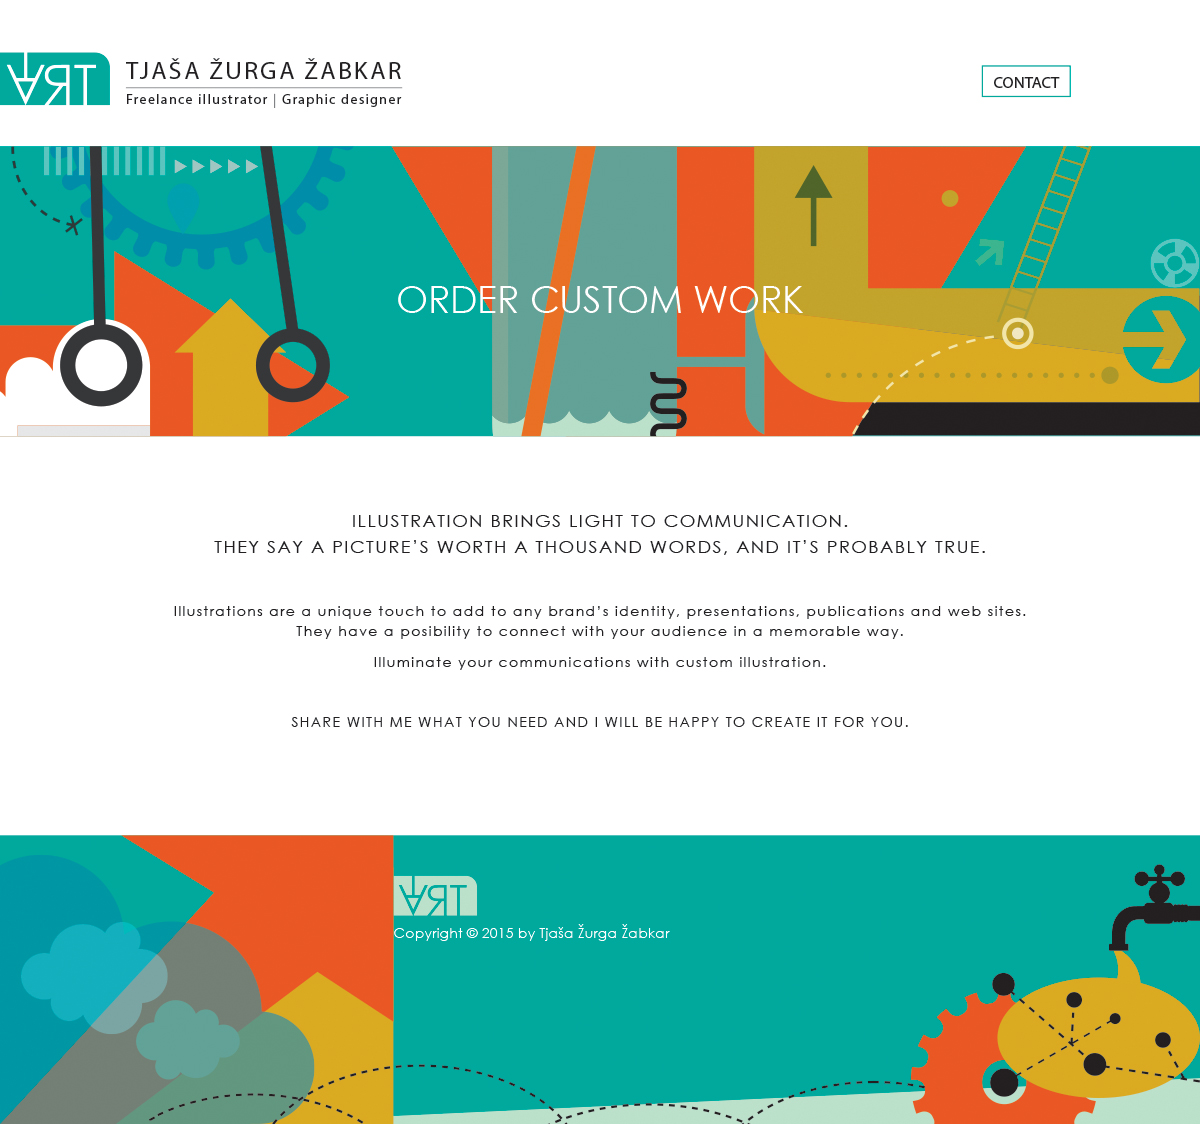 ART
TJAŠA ŽURGA ŽABKAR
Freelance illustrator | Graphic designer
CONTACT
ORDER CUSTOM WORK
ILLUSTRATION BRINGS LIGHT TO COMMUNICATION.
THEY SAY A PICTURE’S WORTH A THOUSAND WORDS, AND IT’S PROBABLY TRUE.
Illustrations are a unique touch to add to any brand’s identity, presentations, publications and web sites.
They have a posibility to connect with your audience in a memorable way.
Illuminate your communications with custom illustration.
SHARE WITH ME WHAT YOU NEED AND I WILL BE HAPPY TO CREATE IT FOR YOU.
ART
Copyright © 2015 by Tjaša Žurga Žabkar